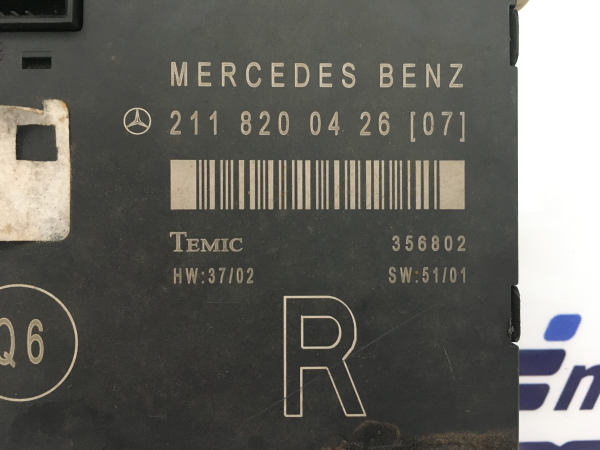 MERCEDES BENZ
211 820 04 26 [07]
TEMIC 356802
HW:37/02 SW:51/01
Q6
R